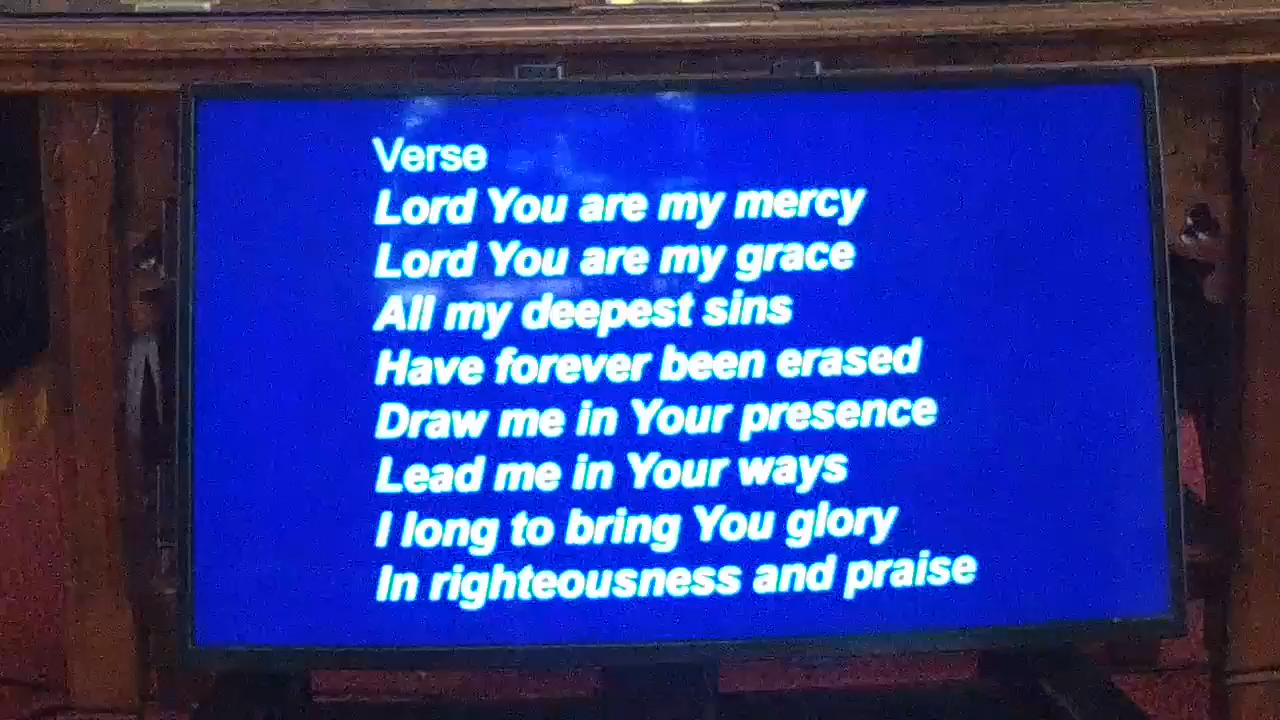 Verse
Lord You are my mercy
Lord You are my grace
All my deepest sins
Have forever been erased
Draw me in Your presence
Lead me in Your ways
I long to bring You glory
In righteousness and praise